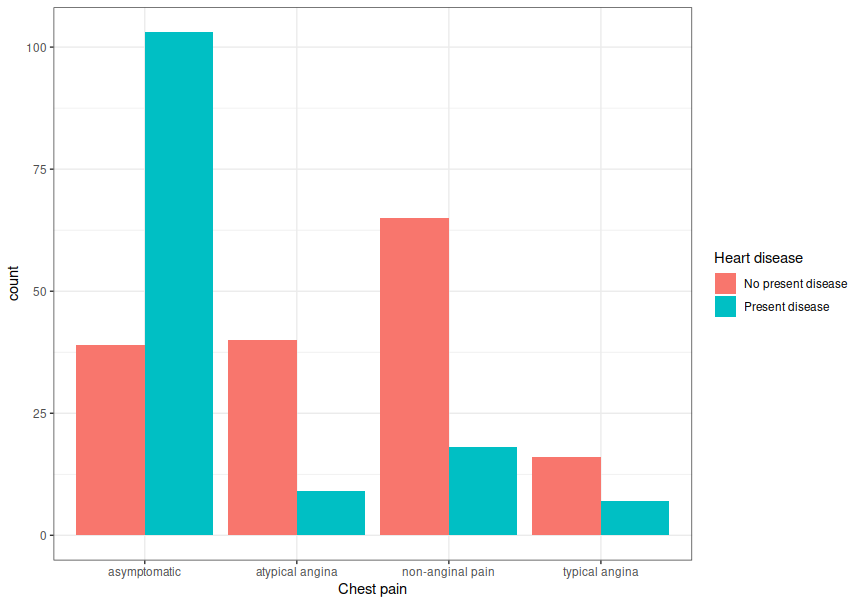 100
75
50
25
0
count
asymptomatic
atypical angina
non-anginal pain
typical angina
Chest pain
Heart disease
No present disease
Present disease